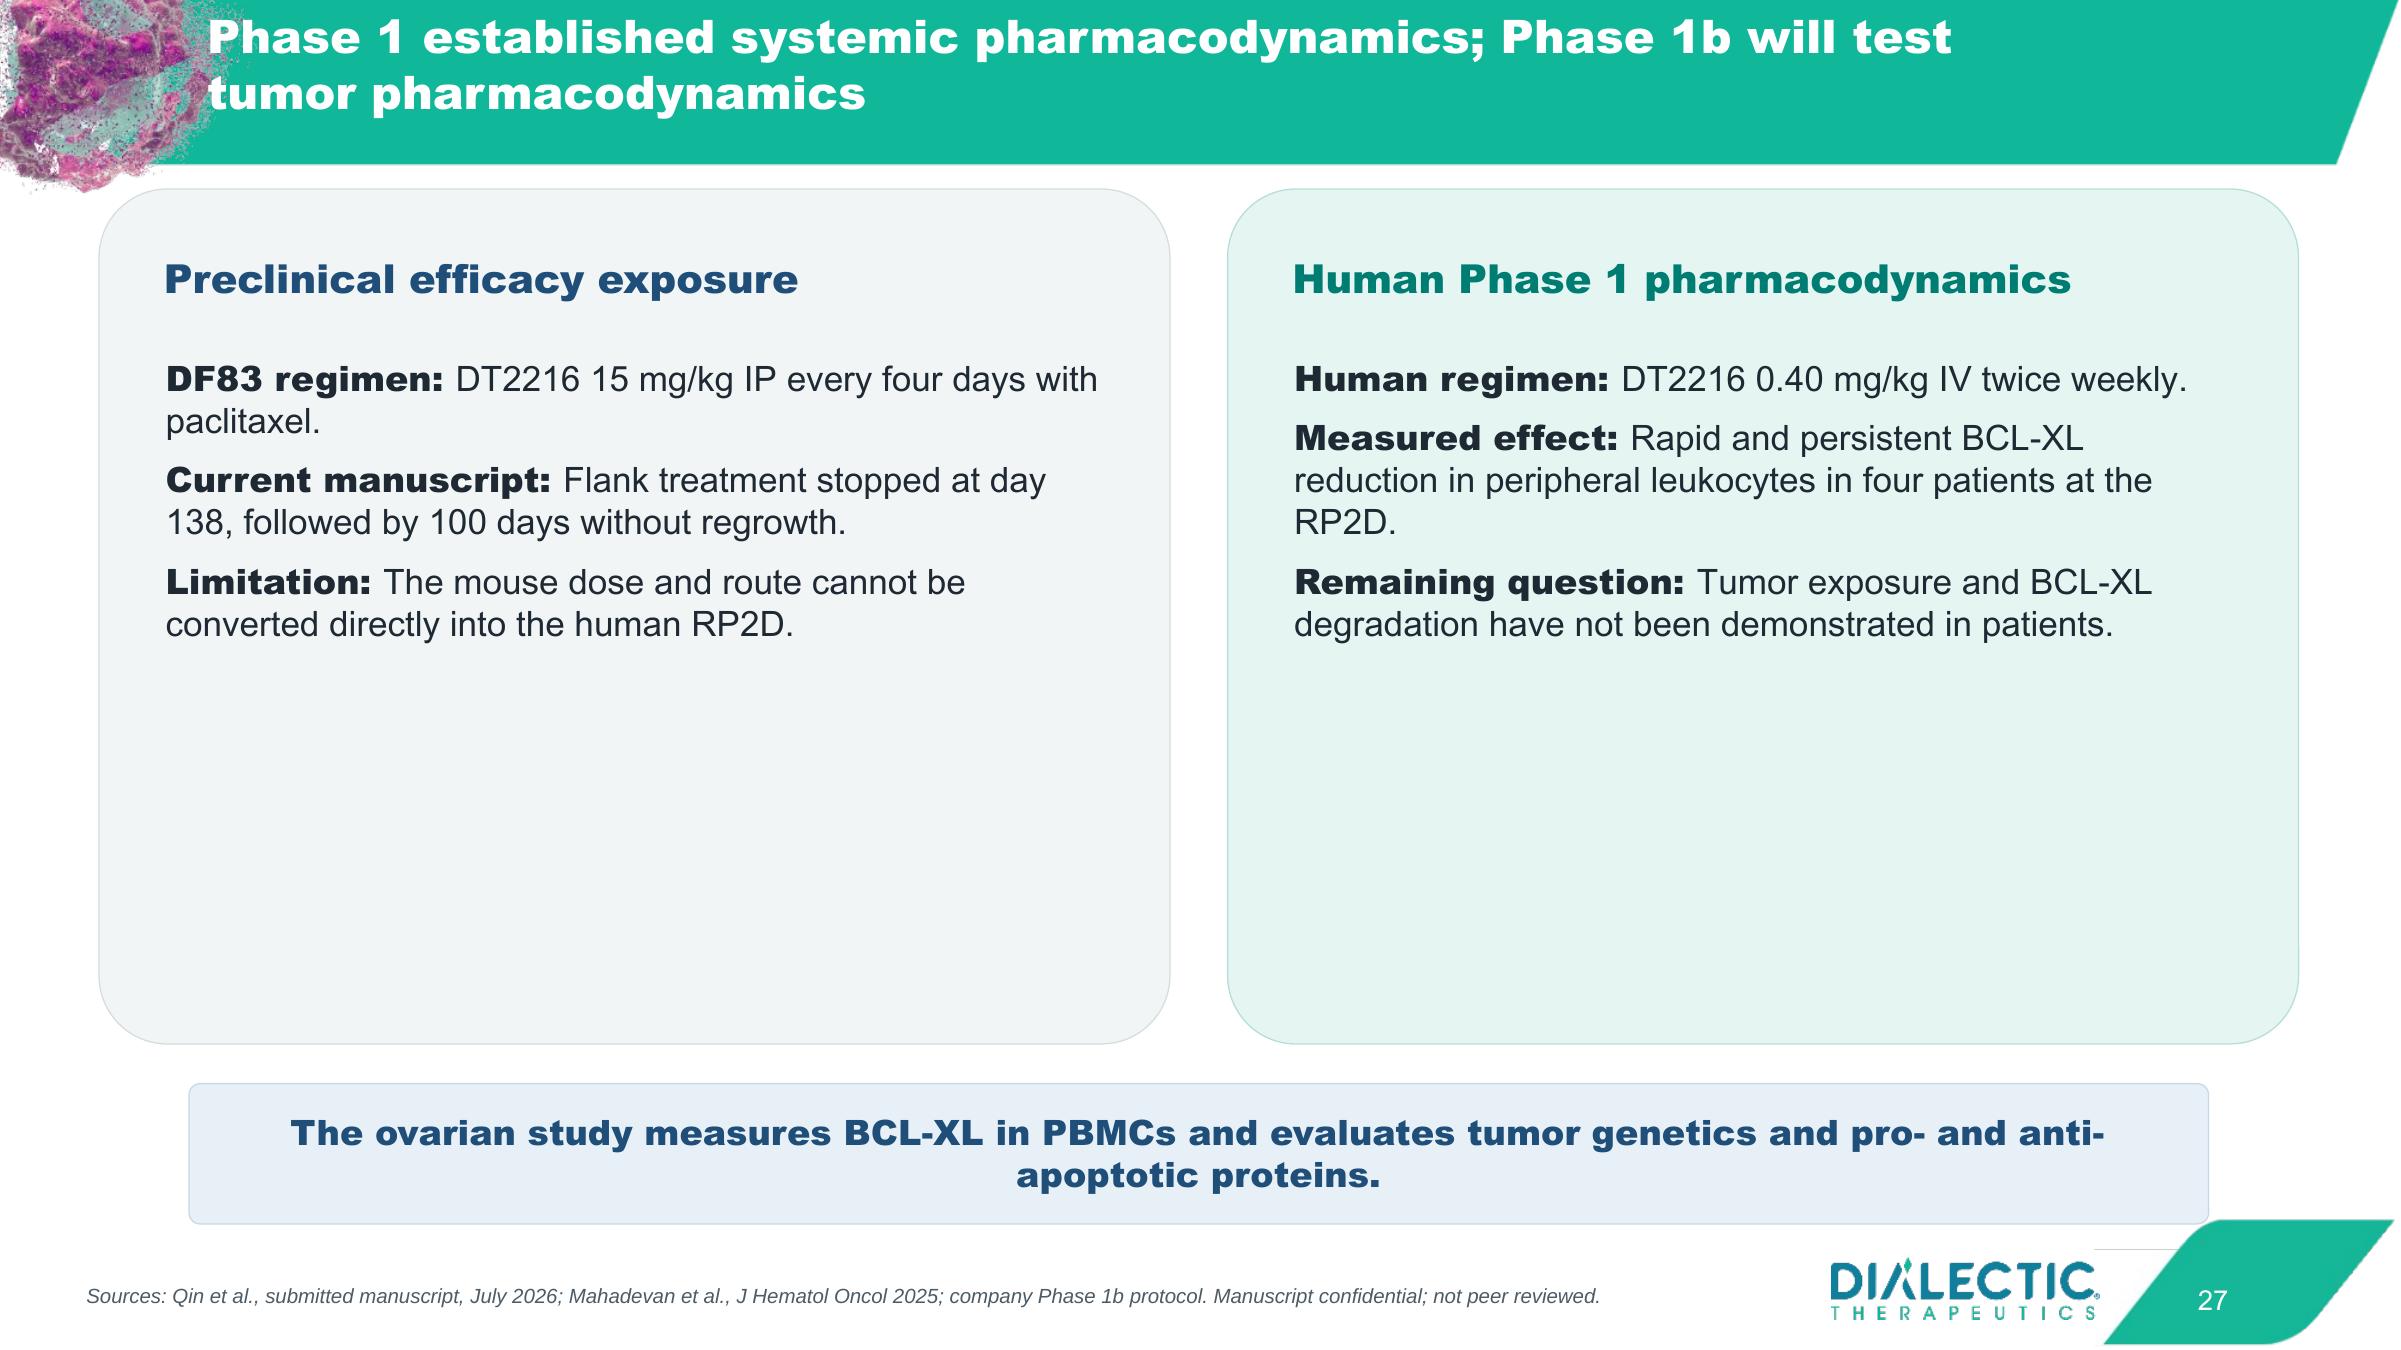 Phase 1 established systemic pharmacodynamics; Phase 1b will test
tumor pharmacodynamics
Preclinical efficacy exposure
DF83 regimen: DT2216 15 mg/kg IP every four days with
paclitaxel.
Current manuscript: Flank treatment stopped at day
138, followed by 100 days without regrowth.
Limitation: The mouse dose and route cannot be
converted directly into the human RP2D.
Human Phase 1 pharmacodynamics
Human regimen: DT2216 0.40 mg/kg IV twice weekly.
Measured effect: Rapid and persistent BCL-XL
reduction in peripheral leukocytes in four patients at the
RP2D.
Remaining question: Tumor exposure and BCL-XL
degradation have not been demonstrated in patients.
The ovarian study measures BCL-XL in PBMCs and evaluates tumor genetics and pro- and anti-
apoptotic proteins.
Sources: Qin et al., submitted manuscript, July 2026; Mahadevan et al., J Hematol Oncol 2025; company Phase 1b protocol. Manuscript confidential; not peer reviewed.
DIALECTIC®
THERAPEUTICS
27